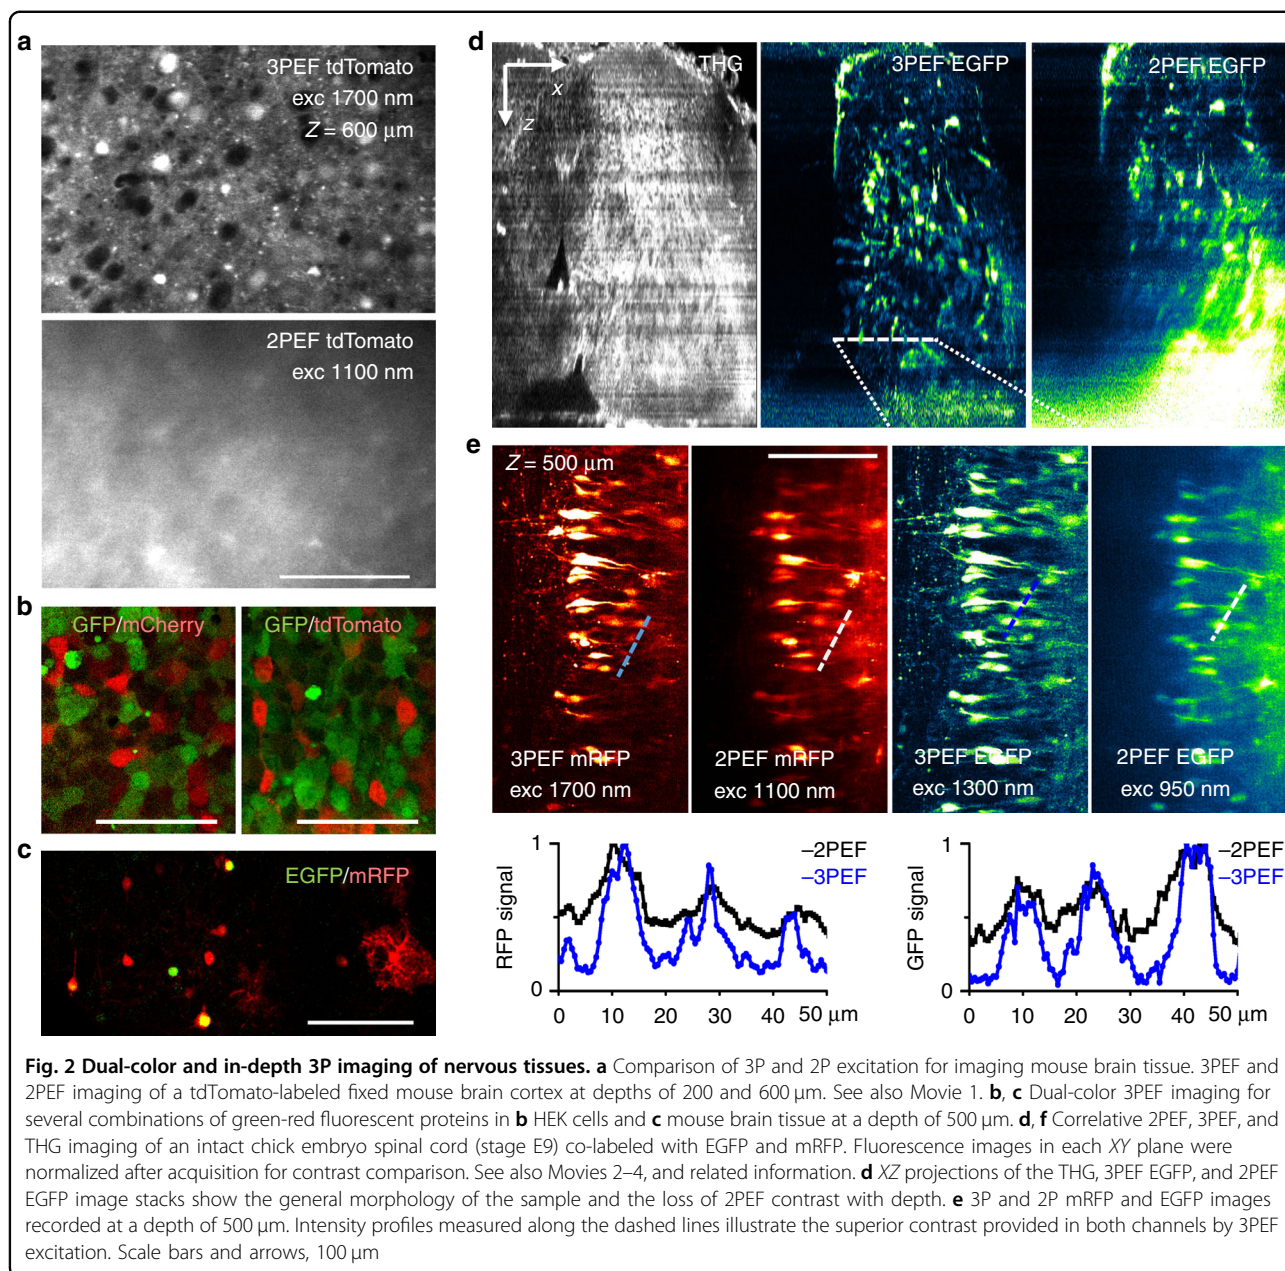 a
3PEF tdTomato
exc 1700 nm
Z = 600 μm
2PEF tdTomato
exc 1100 nm
b
GFP/mCherry
GFP/tdTomato
c
EGFP/mRFP
d
THG
x
z
3PEF EGFP
2PEF EGFP
e
Z = 500 μm
3PEF mRFP
exc 1700 nm
2PEF mRFP
exc 1100 nm
3PEF EGFP
exc 1300 nm
2PEF EGFP
exc 950 nm
1
RFP signal
0
–2PEF
–3PEF
0 10 20 30 40 50 μm
1
GFP signal
0
–2PEF
–3PEF
0 10 20 30 40 50 μm
Fig. 2 Dual-color and in-depth 3P imaging of nervous tissues. a Comparison of 3P and 2P excitation for imaging mouse brain tissue. 3PEF and
2PEF imaging of a tdTomato-labeled fixed mouse brain cortex at depths of 200 and 600 μm. See also Movie 1. b, c Dual-color 3PEF imaging for
several combinations of green-red fluorescent proteins in b HEK cells and c mouse brain tissue at a depth of 500 μm. d, f Correlative 2PEF, 3PEF, and
THG imaging of an intact chick embryo spinal cord (stage E9) co-labeled with EGFP and mRFP. Fluorescence images in each XY plane were
normalized after acquisition for contrast comparison. See also Movies 2–4, and related information. d XZ projections of the THG, 3PEF EGFP, and 2PEF
EGFP image stacks show the general morphology of the sample and the loss of 2PEF contrast with depth. e 3P and 2P mRFP and EGFP images
recorded at a depth of 500 μm. Intensity profiles measured along the dashed lines illustrate the superior contrast provided in both channels by 3PEF
excitation. Scale bars and arrows, 100 μm